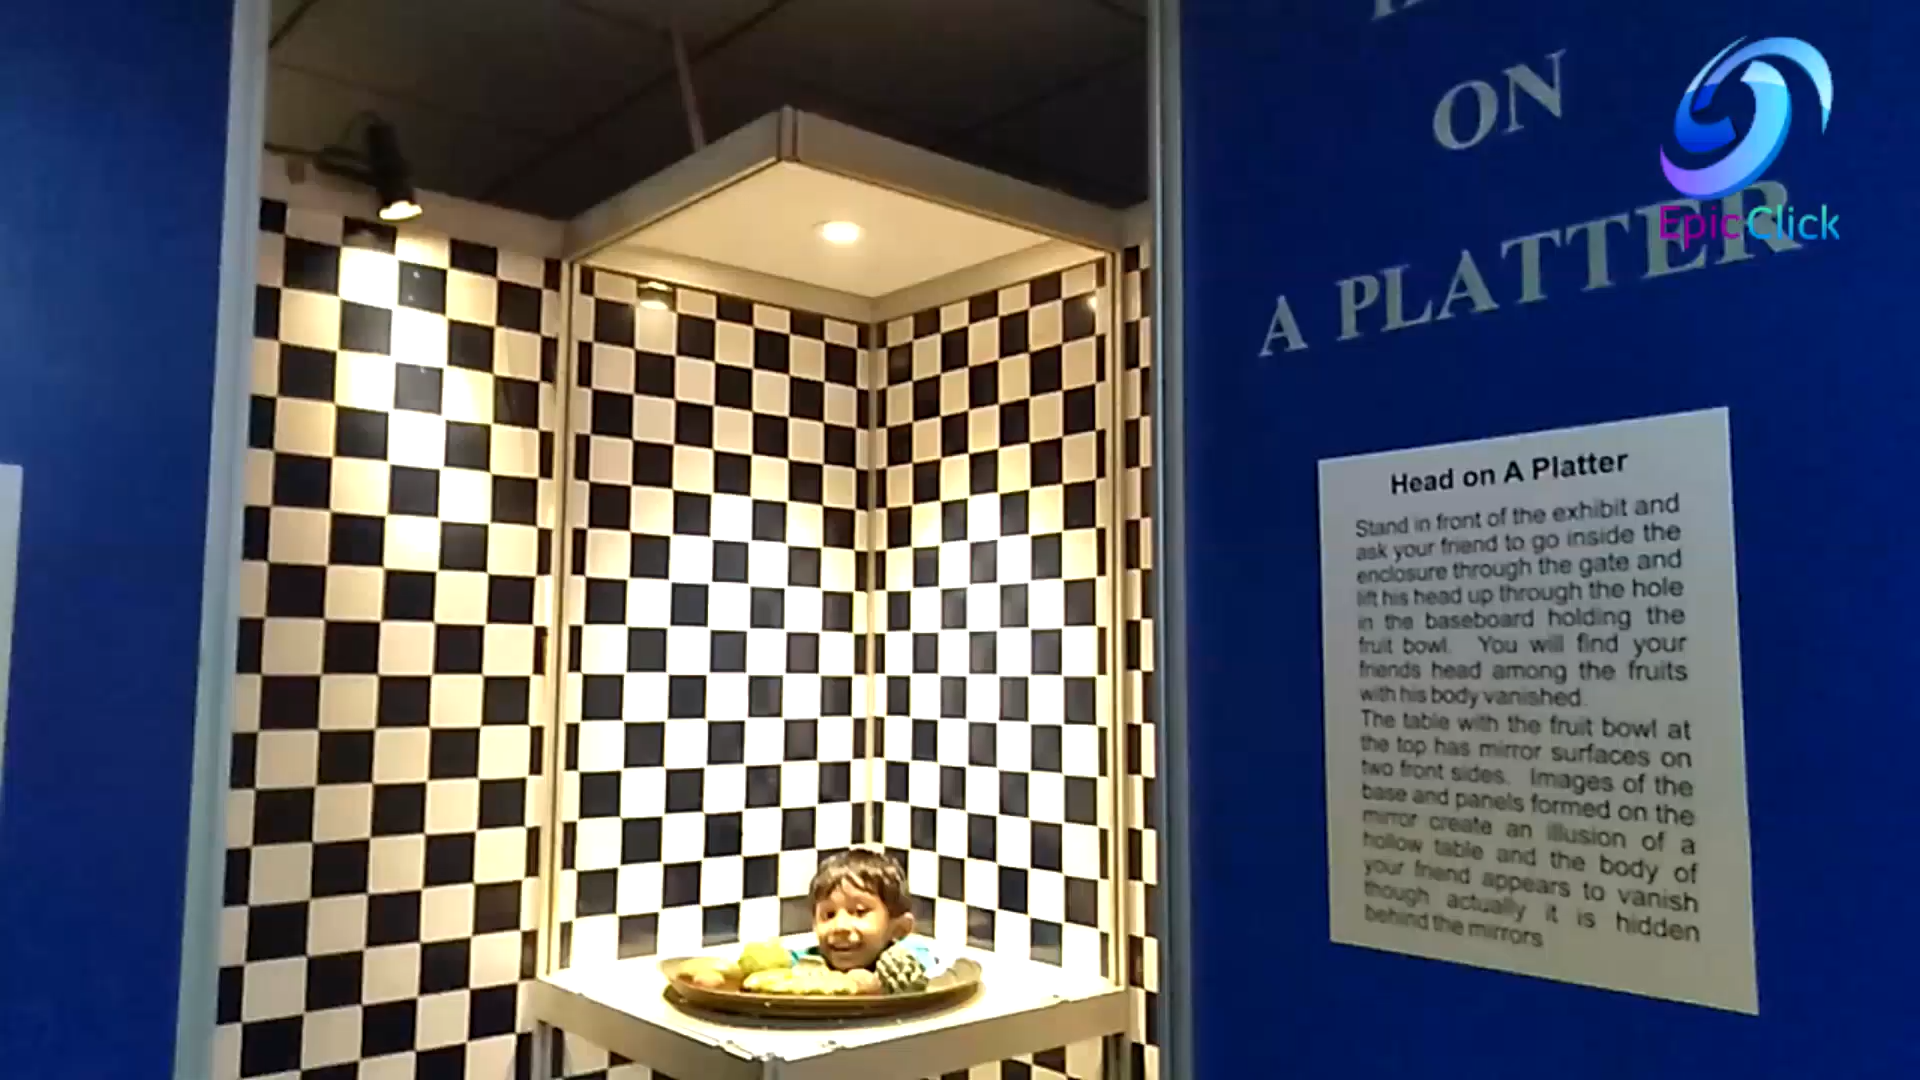 ON
A PLATTER
Epic Click
Head on A Platter
Stand in front of the exhibit and
ask your friend to go inside the
enclosure through the gate and
lift his head up through the hole
in the baseboard holding the
fruit bowl. You will find your
friends head among the fruits
with his body vanished.
The table with the fruit bowl at
the top has mirror surfaces on
two front sides. Images of the
base and panels formed on the
mirror create an illusion of a
hollow table and the body of
your friend appears to vanish
though actually it is hidden
behind the mirrors